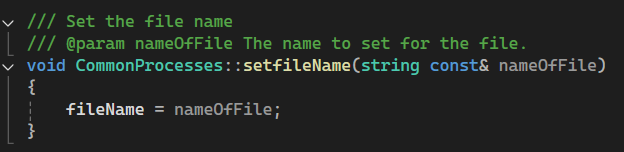 /// Set the file name
/// @param nameOfFile The name to set for the file.
void CommonProcesses::setfileName(string const& nameOfFile)
{
    fileName = nameOfFile;
}